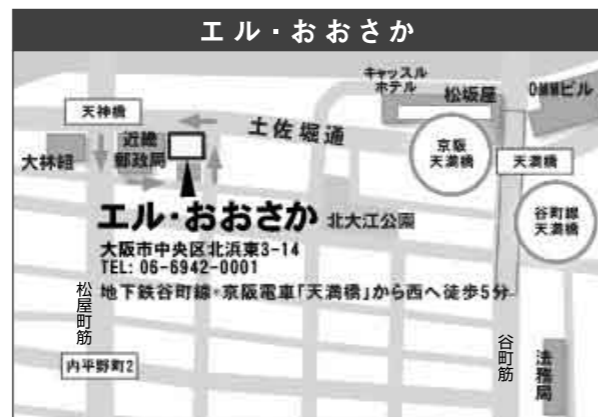 エル・おおさか
キャッスル
ホテル
松坂屋
OMMビル
天神橋
土佐堀通
大林組
近畿
郵政局
京阪
天満橋
天満橋
谷町線
天満橋
エル・おおさか
北大江公園
大阪市中央区北浜東3-14
TEL: 06-6942-0001
地下鉄谷町線・京阪電車「天満橋」から西へ徒歩5分
松屋町筋
内平野町2
谷町筋
法務局